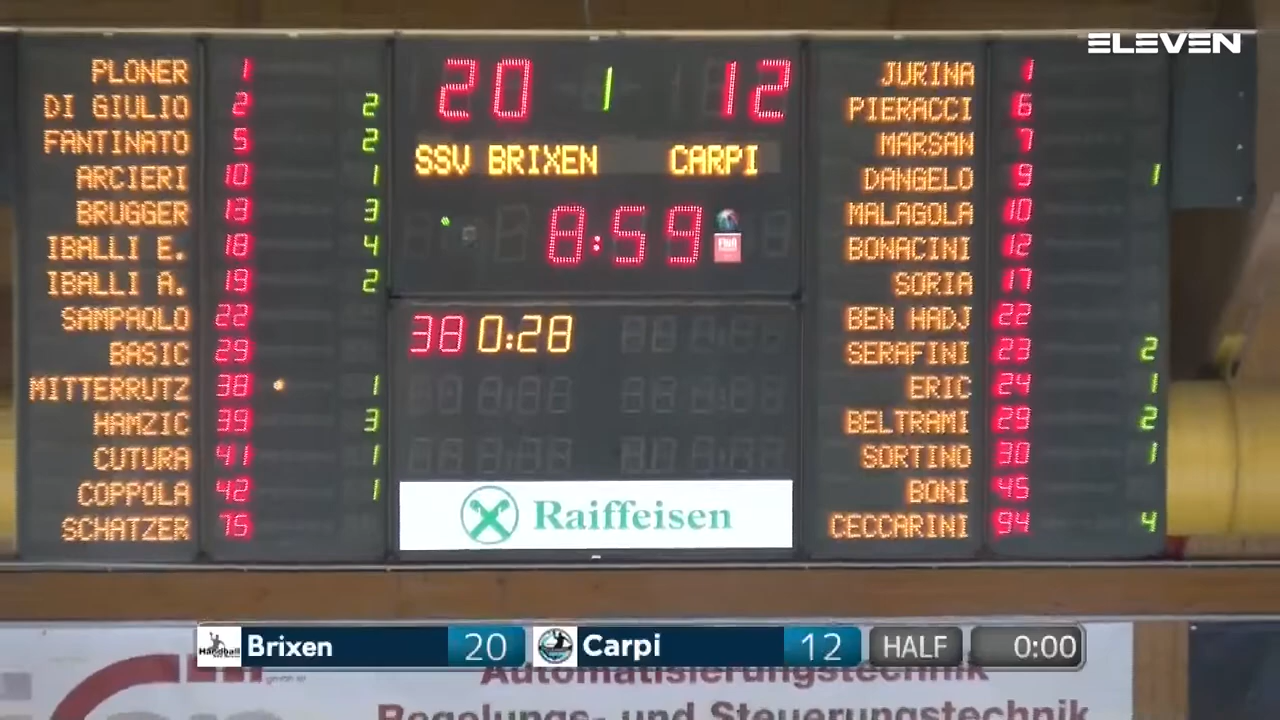 ELEVEN
20 1 12
SSV BRIXEN CARPI
8:59
38 0:28
PLONER 1
DI GIULIO 2 2
FANTINATO 5 2
ARCIERI 10 1
BRUGGER 13 3
IBALLI E. 18 4
IBALLI A. 19 2
SAMPAOLO 22
BASIC 29
MITTERRUTZ 38 1
HAMZIC 39 3
CUTURA 41 1
COPPOLA 42 1
SCHATZER 75
JURINA 1
PIERACCI 6
MARSAN 7
DANGELO 9 1
MALAGOLA 10
BONACINI 12
SORIA 17
BEN HADJ 22
SERAFINI 23 2
ERIC 24 1
BELTRAMI 29 2
SORTINO 30 1
BONI 45
CECCARINI 94 4
Raiffeisen
Handball
Brixen 20 Carpi 12 HALF 0:00
Automatisierungstechnik
Regelungs- und Steuerungstechnik